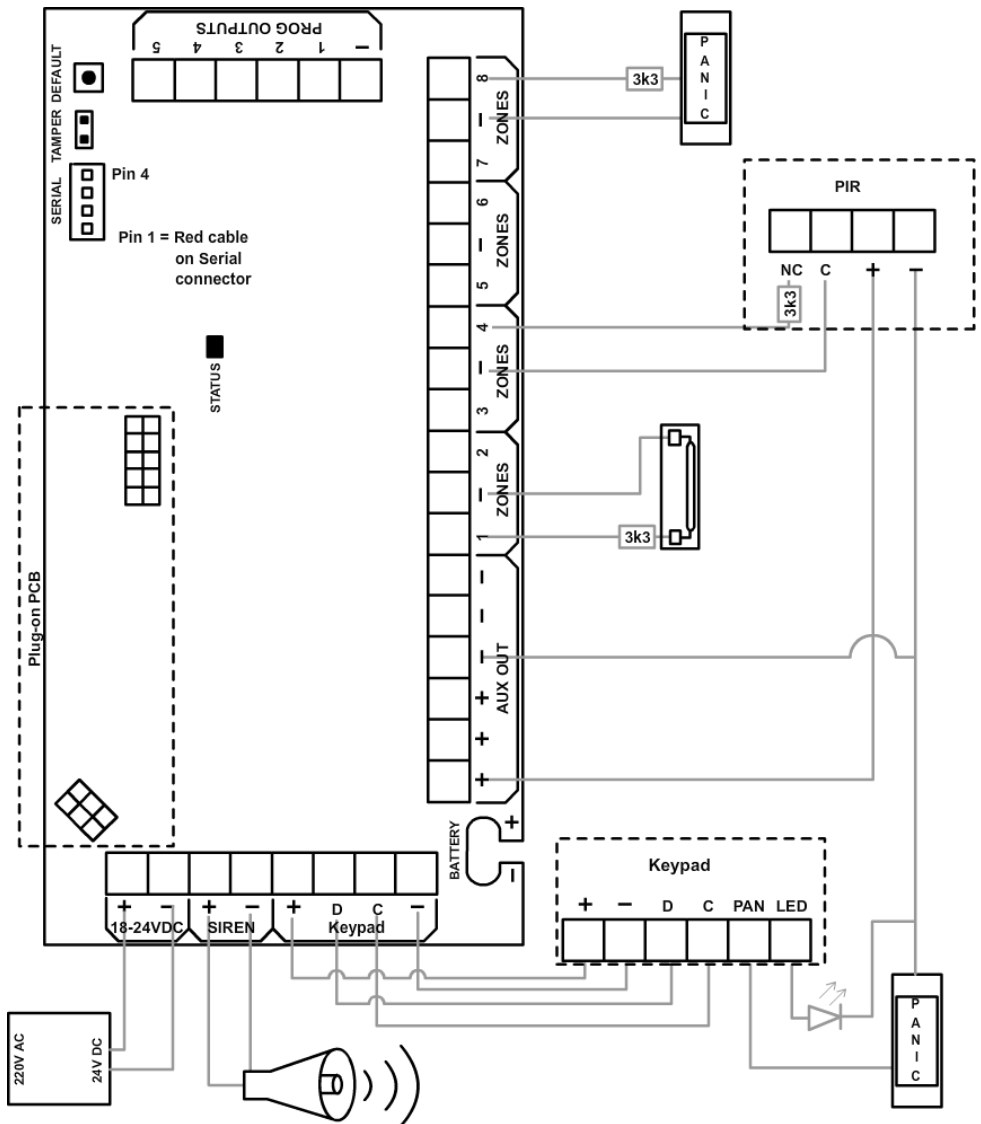 PROG OUTPUTS
5 4 3 2 1 −
DEFAULT
TAMPER
SERIAL
Pin 4
Pin 1 = Red cable
on Serial
connector
STATUS
Plug-on PCB
8
−
7
ZONES
6
−
5
ZONES
4
−
3
ZONES
2
−
1
ZONES
−
−
−
+
+
+
AUX OUT
BATTERY
+
−
+ − + − + D C −
18-24VDC SIREN Keypad
220V AC
24V DC
3k3
PANIC
PIR
NC C + −
3k3
3k3
Keypad
+ − D C PAN LED
PANIC